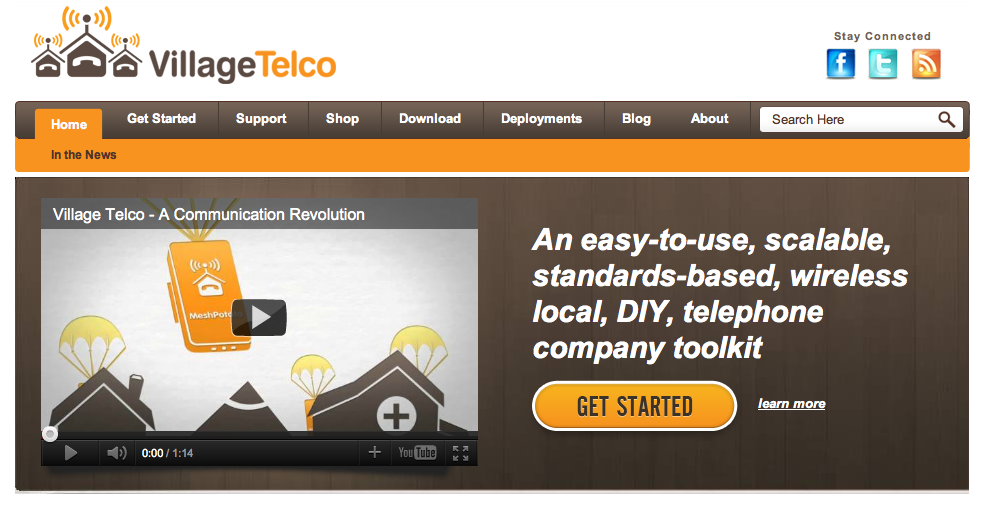 VillageTelco
Stay Connected
Home
Get Started
Support
Shop
Download
Deployments
Blog
About
Search Here
In the News
Village Telco - A Communication Revolution
An easy-to-use, scalable,
standards-based, wireless
local, DIY, telephone
company toolkit
GET STARTED
learn more
0:00 / 1:14
YouTube